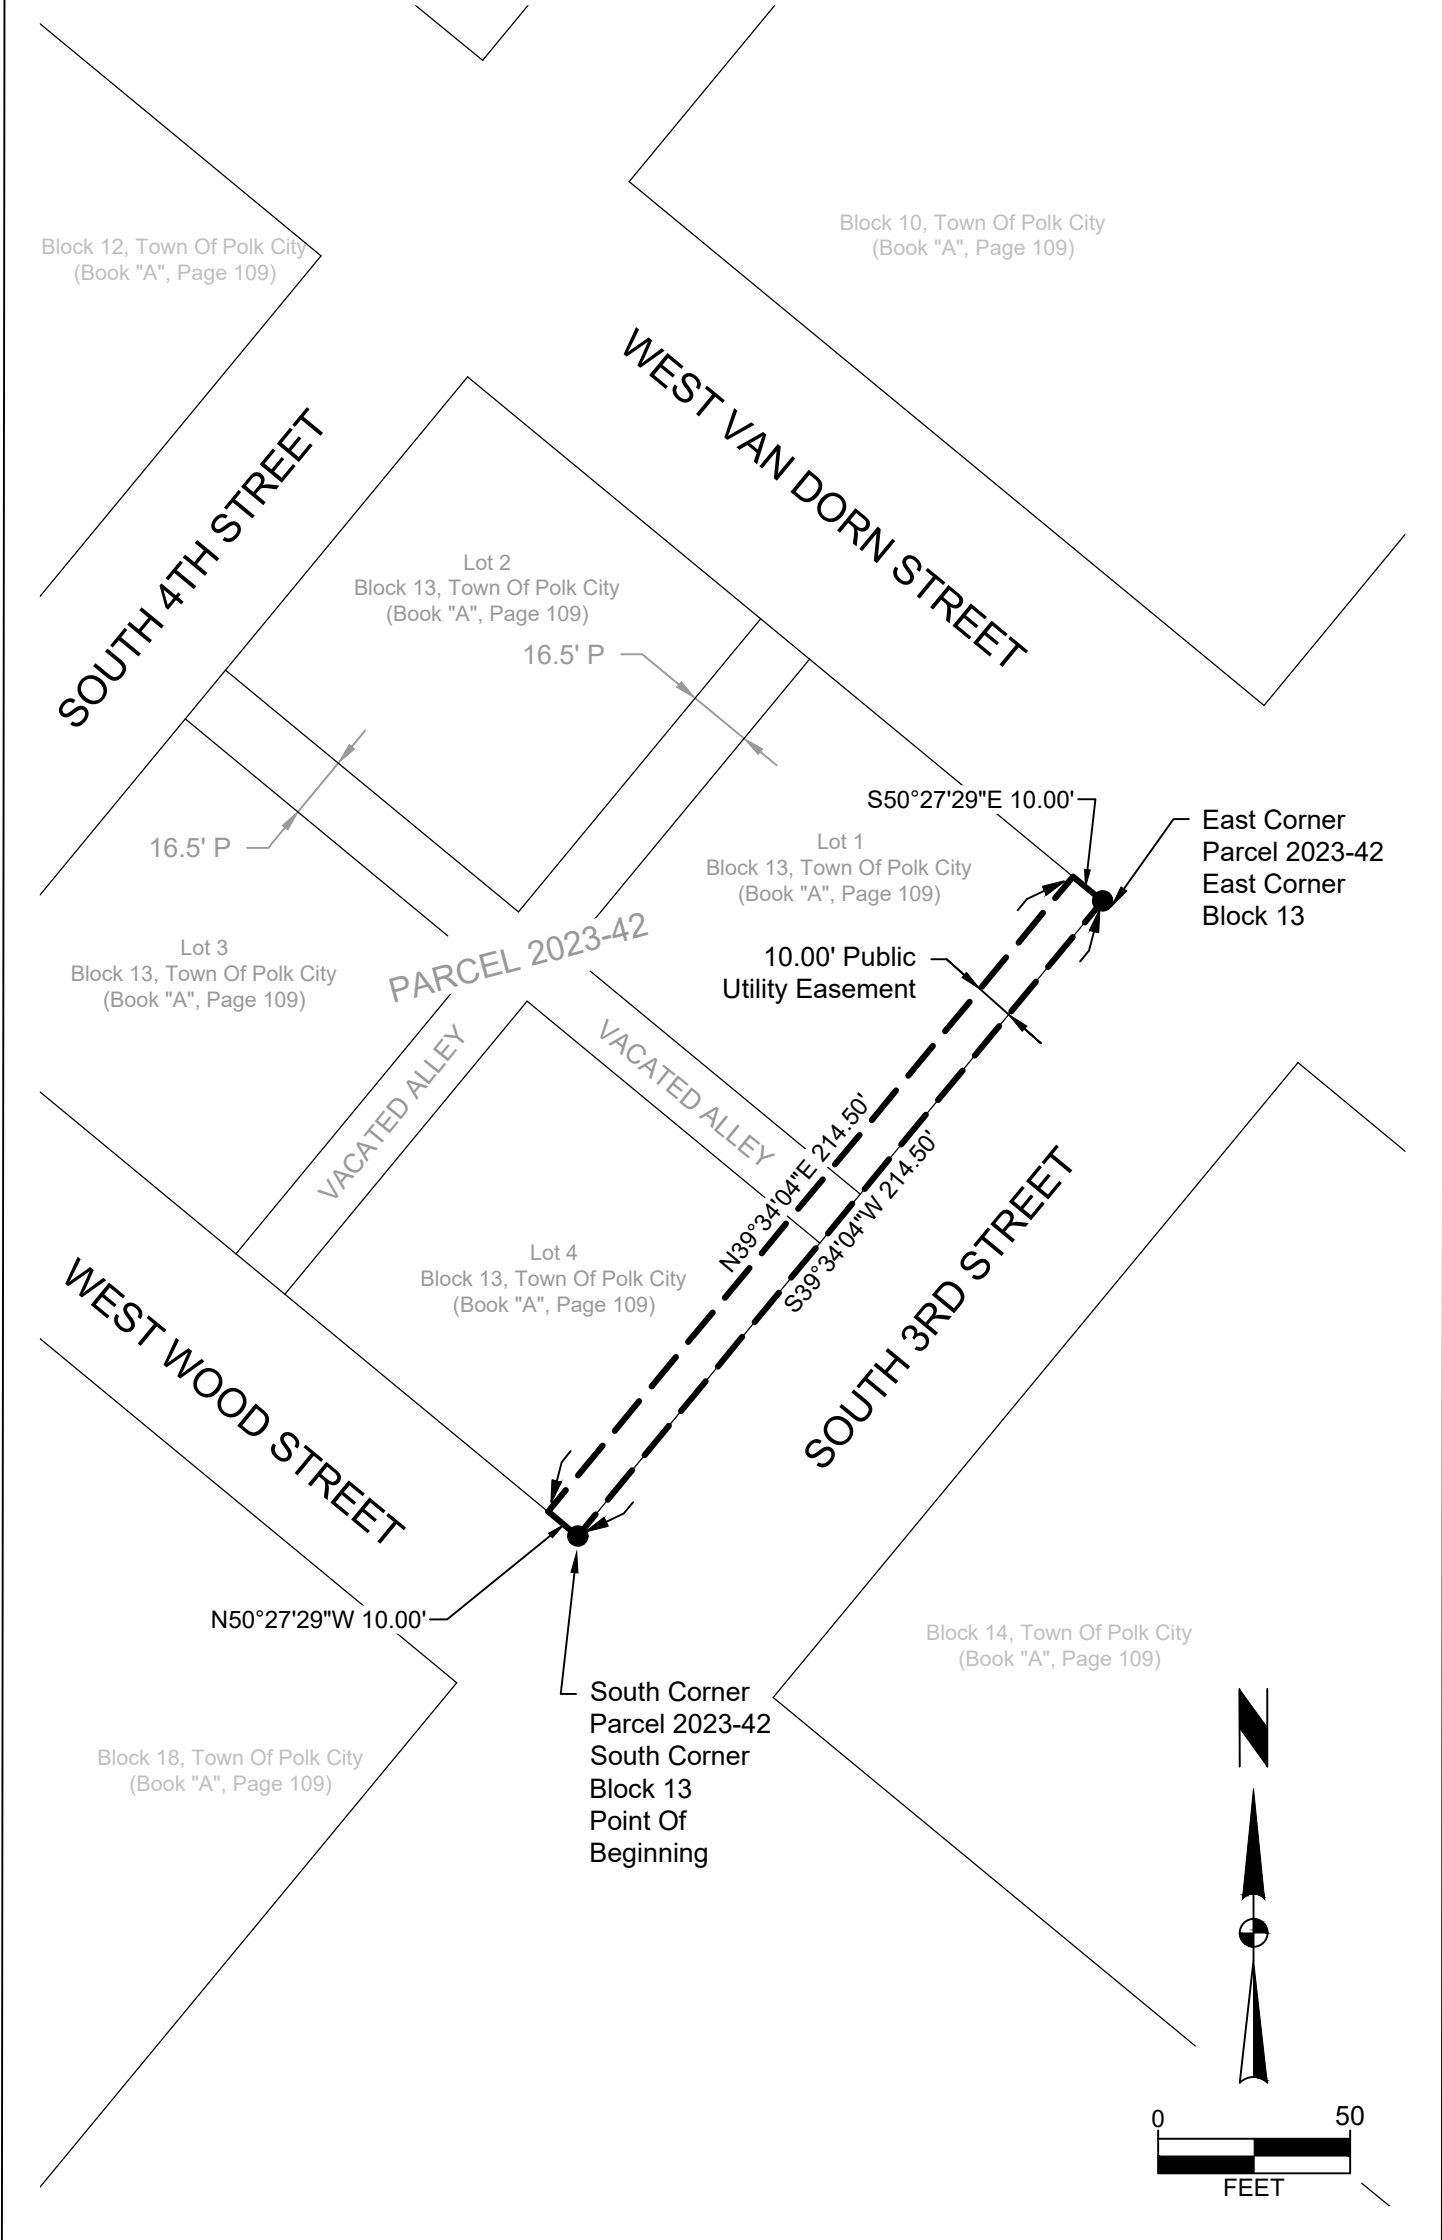 Block 12, Town Of Polk City
(Book "A", Page 109)
Block 10, Town Of Polk City
(Book "A", Page 109)
WEST VAN DORN STREET
SOUTH 4TH STREET
Lot 2
Block 13, Town Of Polk City
(Book "A", Page 109)
16.5' P
16.5' P
S50°27'29"E 10.00'
East Corner
Parcel 2023-42
East Corner
Block 13
Lot 1
Block 13, Town Of Polk City
(Book "A", Page 109)
Lot 3
Block 13, Town Of Polk City
(Book "A", Page 109)
PARCEL 2023-42
10.00' Public
Utility Easement
VACATED ALLEY
VACATED ALLEY
N39°34'04"E 214.50'
S39°34'04"W 214.50'
SOUTH 3RD STREET
Lot 4
Block 13, Town Of Polk City
(Book "A", Page 109)
WEST WOOD STREET
N50°27'29"W 10.00'
South Corner
Parcel 2023-42
South Corner
Block 13
Point Of
Beginning
Block 14, Town Of Polk City
(Book "A", Page 109)
Block 18, Town Of Polk City
(Book "A", Page 109)
N
0 50
FEET